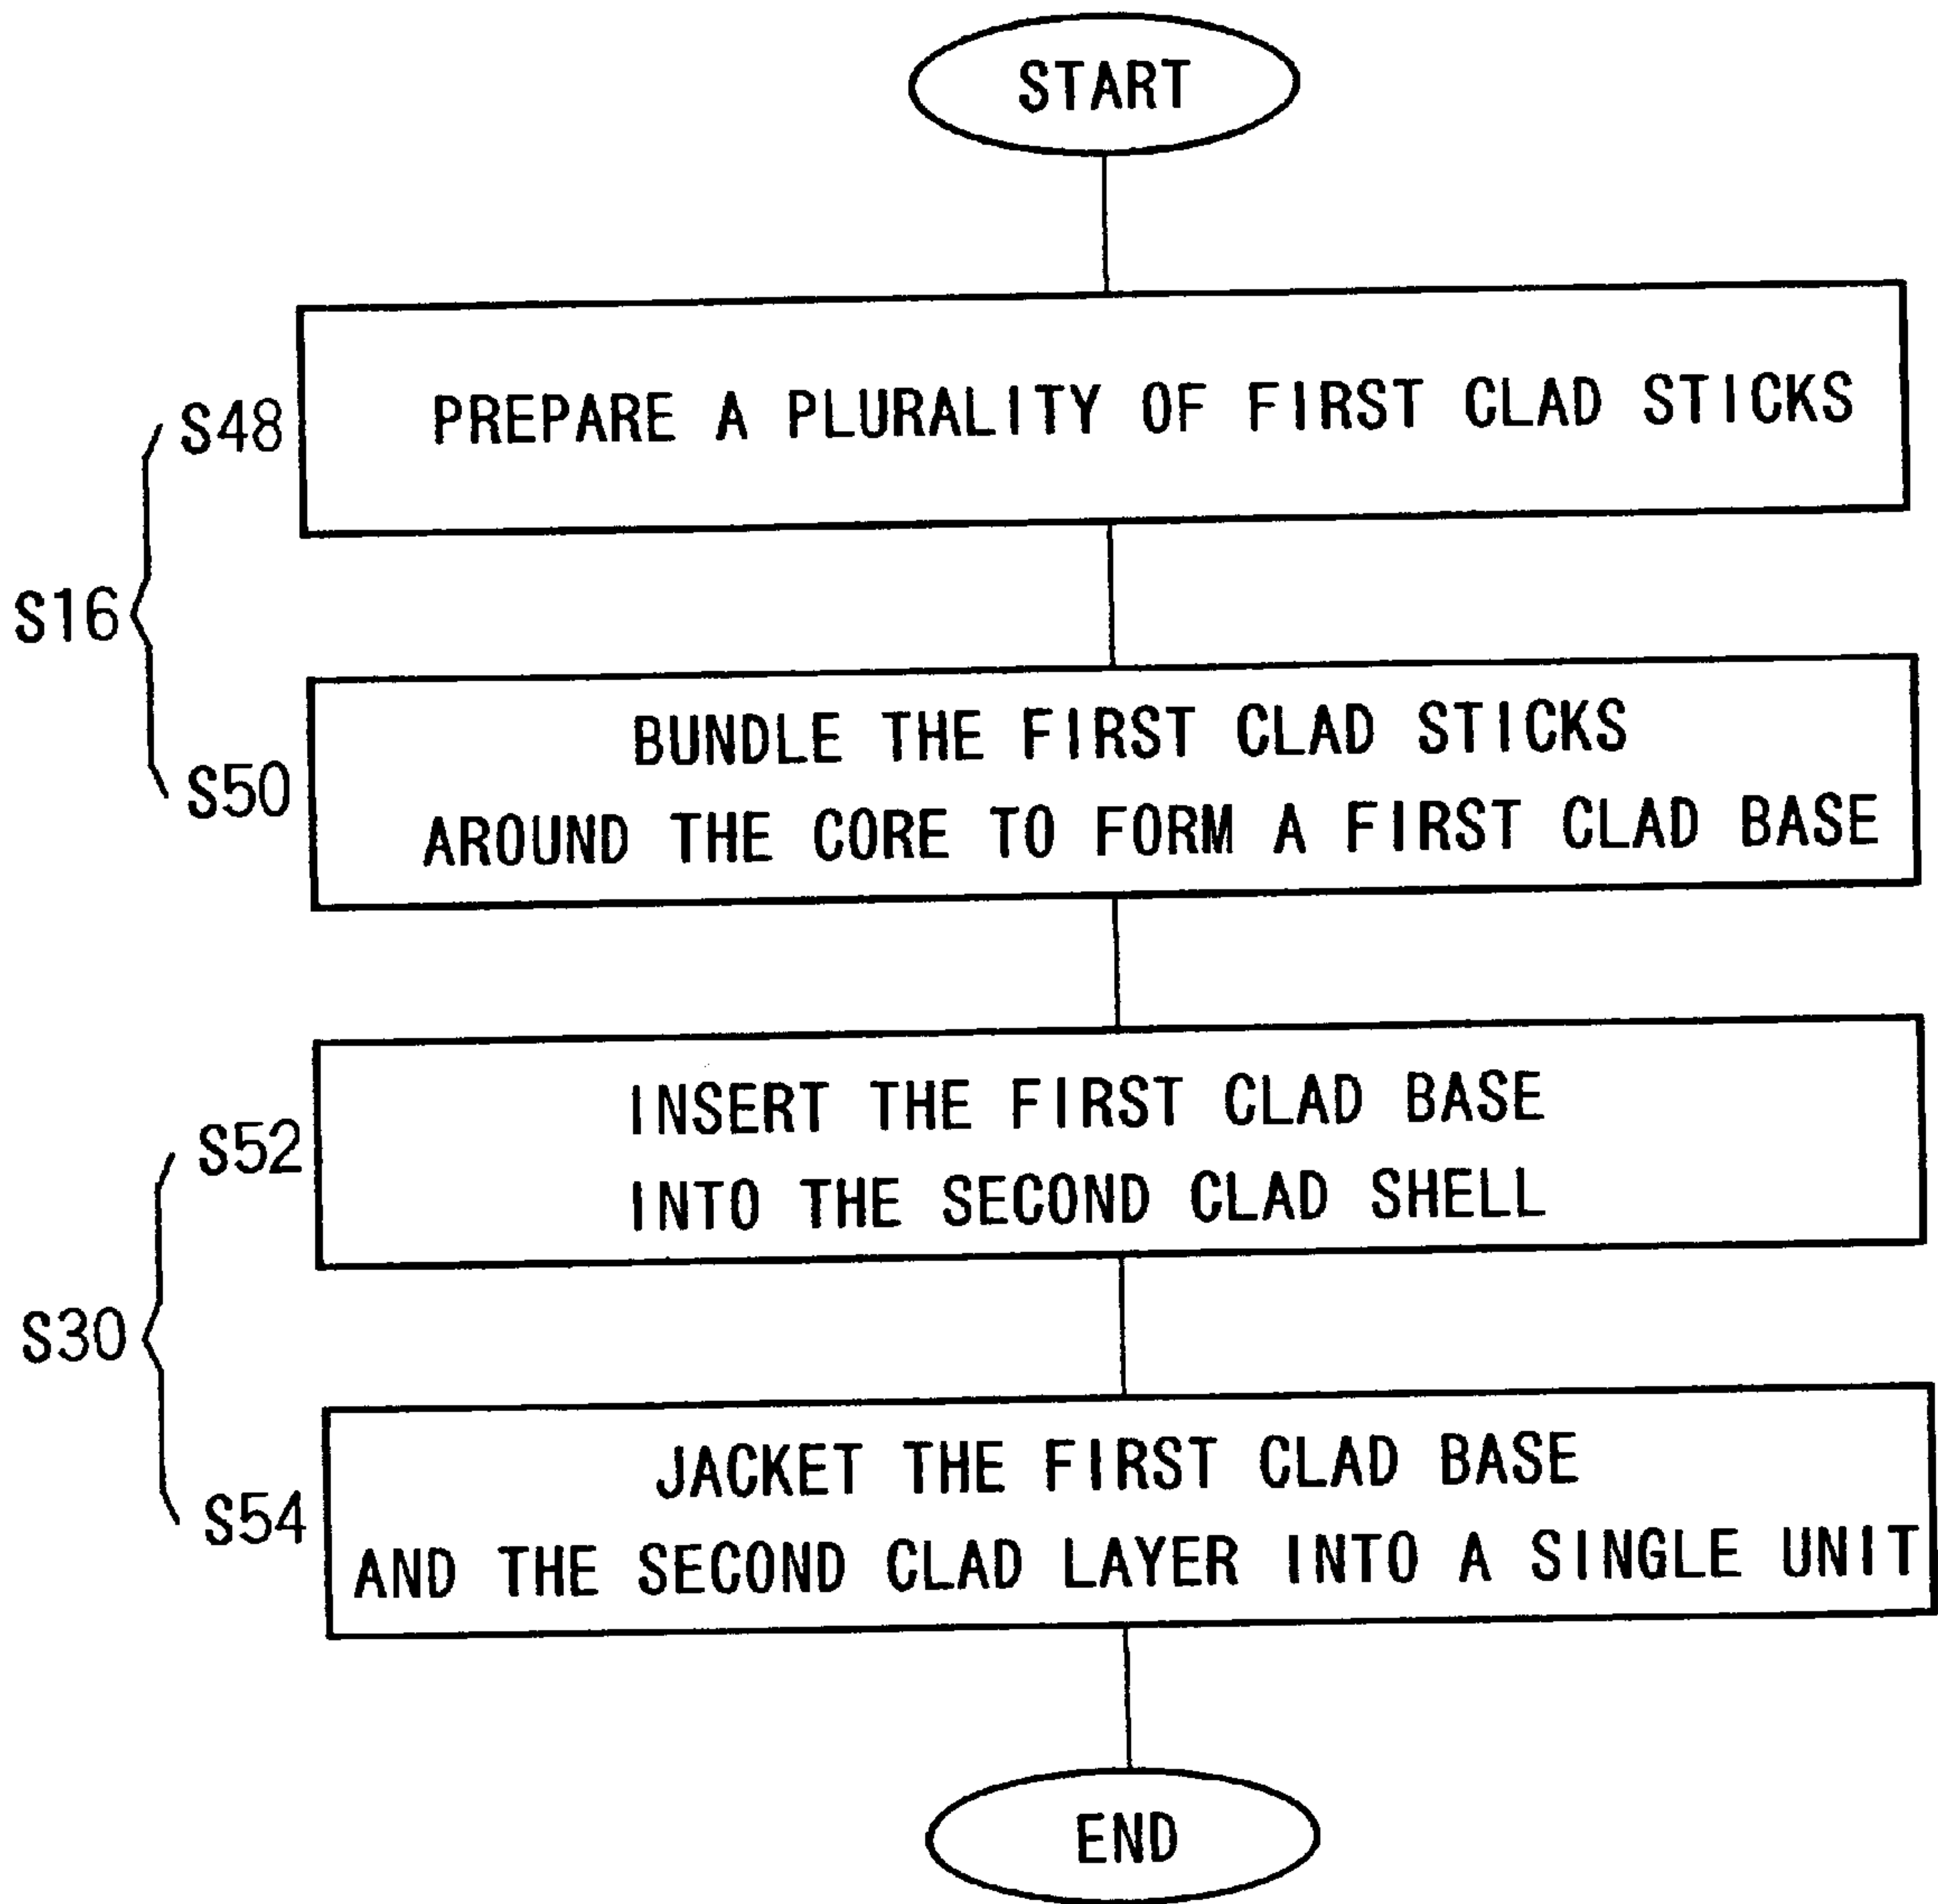 START
S48
PREPARE A PLURALITY OF FIRST CLAD STICKS
S16
S50
BUNDLE THE FIRST CLAD STICKS
AROUND THE CORE TO FORM A FIRST CLAD BASE
S52
INSERT THE FIRST CLAD BASE
INTO THE SECOND CLAD SHELL
S30
S54
JACKET THE FIRST CLAD BASE
AND THE SECOND CLAD LAYER INTO A SINGLE UNIT
END